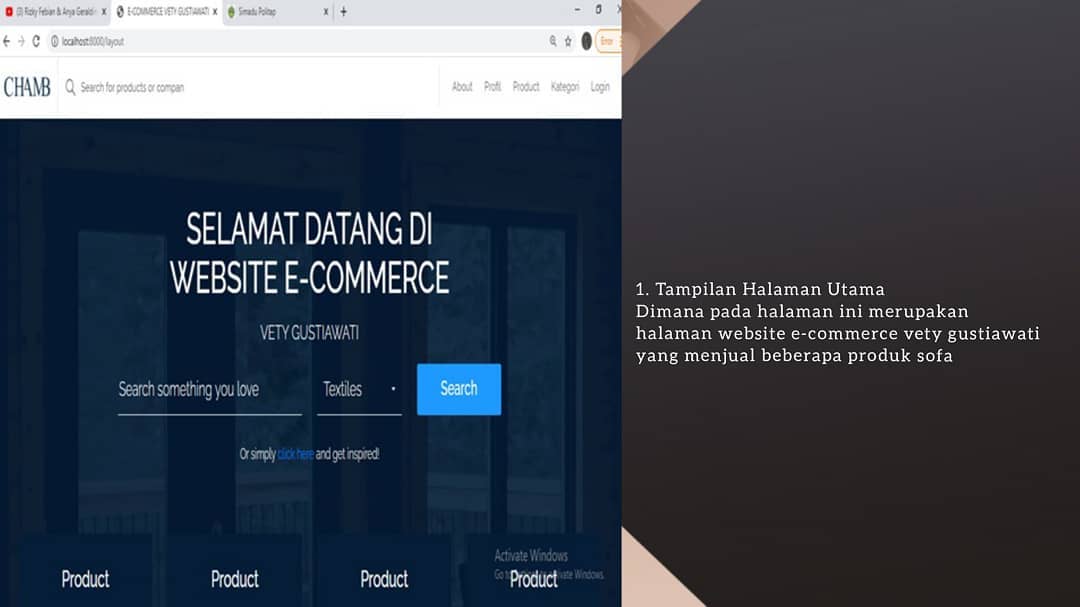 (3) Rizky Febian & Anya Geraldin
E-COMMERCE VETY GUSTIAWATI
Simadu Politap
localhost:8000/layout
Error
CHAMB
Search for products or compan
About Profil Product Kategori Login
SELAMAT DATANG DI
WEBSITE E-COMMERCE
VETY GUSTIAWATI
Search something you love
Textiles
Search
Or simply click here and get inspired!
Product Product Product Product
Activate Windows
Go to activate Windows.
1. Tampilan Halaman Utama
Dimana pada halaman ini merupakan
halaman website e-commerce vety gustiawati
yang menjual beberapa produk sofa